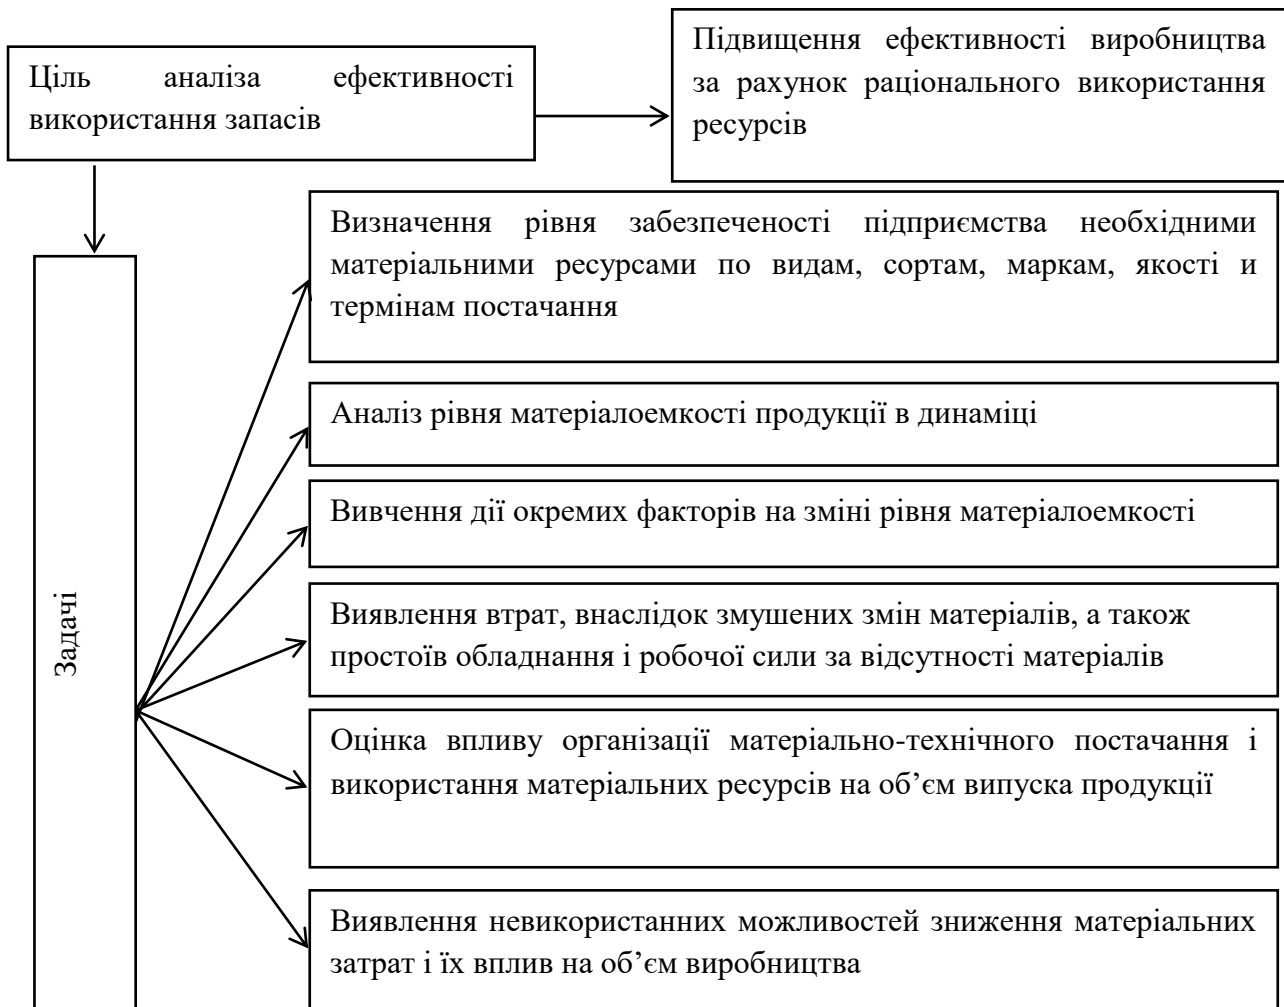 Ціль аналіза ефективності
використання запасів
Підвищення ефективності виробництва
за рахунок раціонального використання
ресурсів
Задачі
Визначення рівня забезпеченості підприємства необхідними
матеріальними ресурсами по видам, сортам, маркам, якості и
термінам постачання
Аналіз рівня матеріалоемкості продукції в динаміці
Вивчення дії окремих факторів на зміні рівня матеріалоемкості
Виявлення втрат, внаслідок змушених змін матеріалів, а також
простоїв обладнання і робочої сили за відсутності матеріалів
Оцінка впливу організації матеріально-технічного постачання і
використання матеріальних ресурсів на об’єм випуска продукції
Виявлення невикористанних можливостей зниження матеріальних
затрат і їх вплив на об’єм виробництва